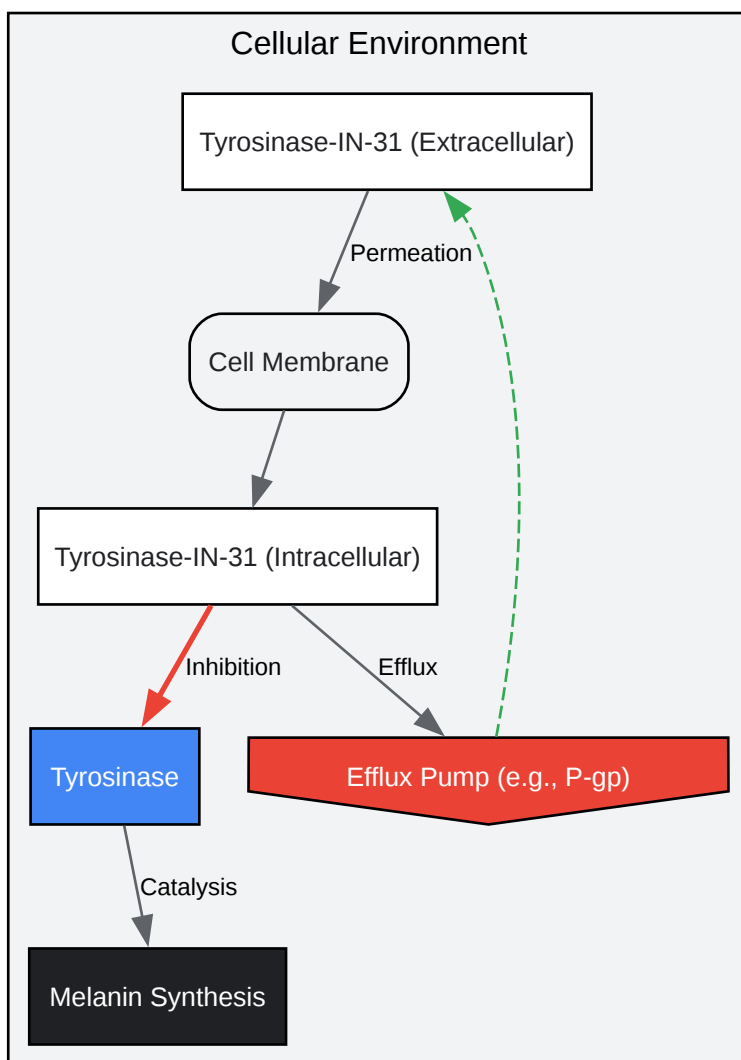 Cellular Environment
Tyrosinase-IN-31 (Extracellular)
Permeation
Cell Membrane
Tyrosinase-IN-31 (Intracellular)
Inhibition
Efflux
Tyrosinase
Efflux Pump (e.g., P-gp)
Catalysis
Melanin Synthesis